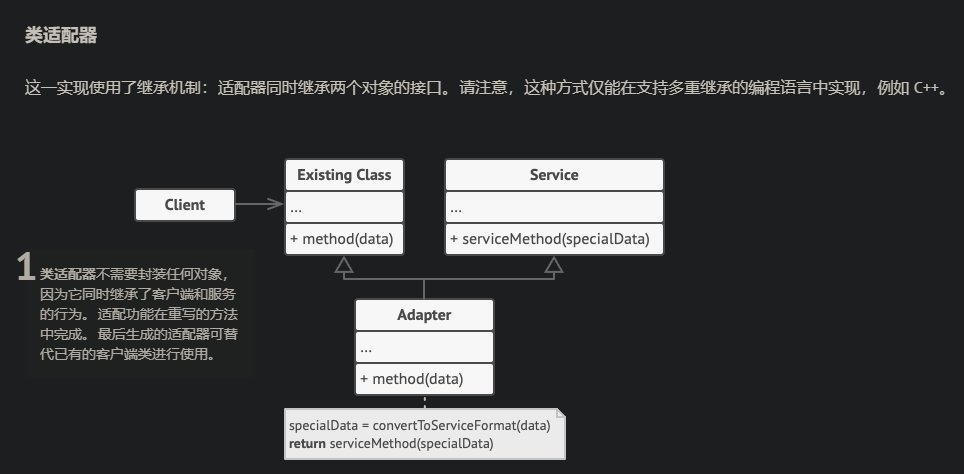 类适配器
这一实现使用了继承机制：适配器同时继承两个对象的接口。请注意，这种方式仅能在支持多重继承的编程语言中实现，例如 C++。
Client
Existing Class
...
+ method(data)
Service
...
+ serviceMethod(specialData)
1
类适配器不需要封装任何对象，
因为它同时继承了客户端和服务
的行为。适配功能在重写的方法
中完成。最后生成的适配器可替
代已有的客户端类进行使用。
Adapter
...
+ method(data)
specialData = convertToServiceFormat(data)
return serviceMethod(specialData)